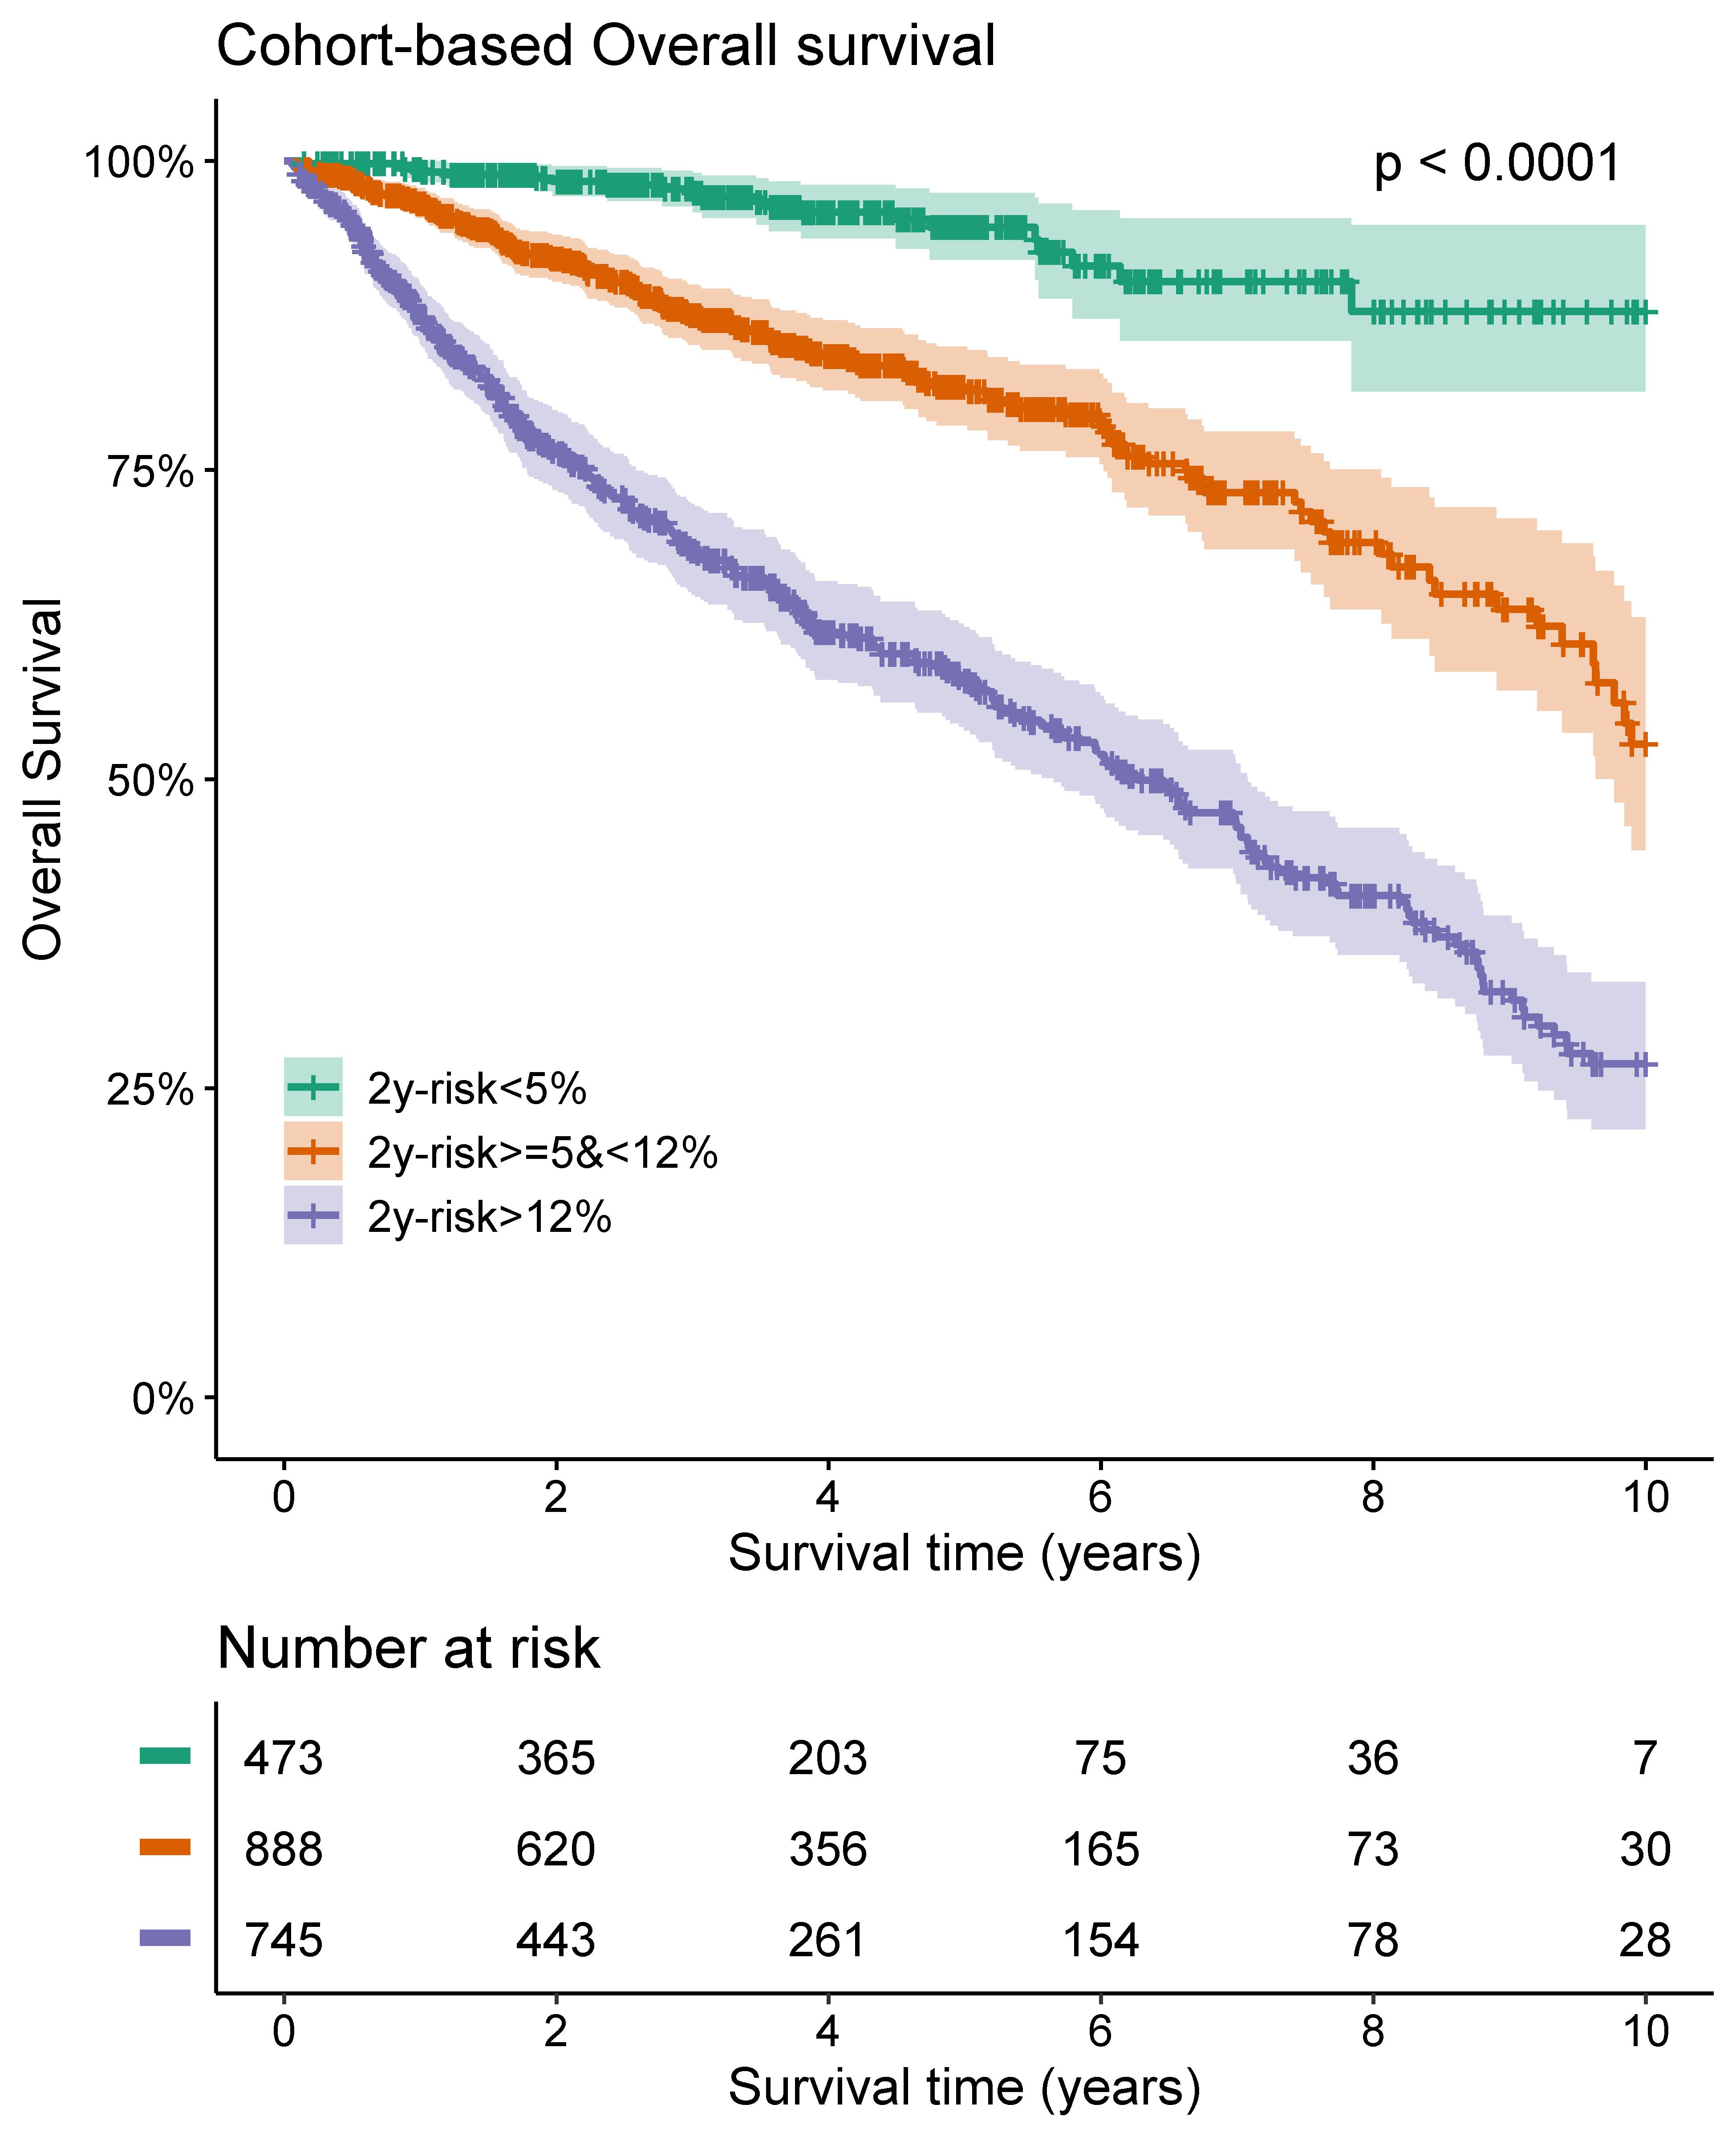 Cohort-based Overall survival
p < 0.0001
100%
75%
50%
25%
0%
Overall Survival
2y-risk<5%
2y-risk>=5&<12%
2y-risk>12%
0 2 4 6 8 10
Survival time (years)
Number at risk
473 365 203 75 36 7
888 620 356 165 73 30
745 443 261 154 78 28
0 2 4 6 8 10
Survival time (years)